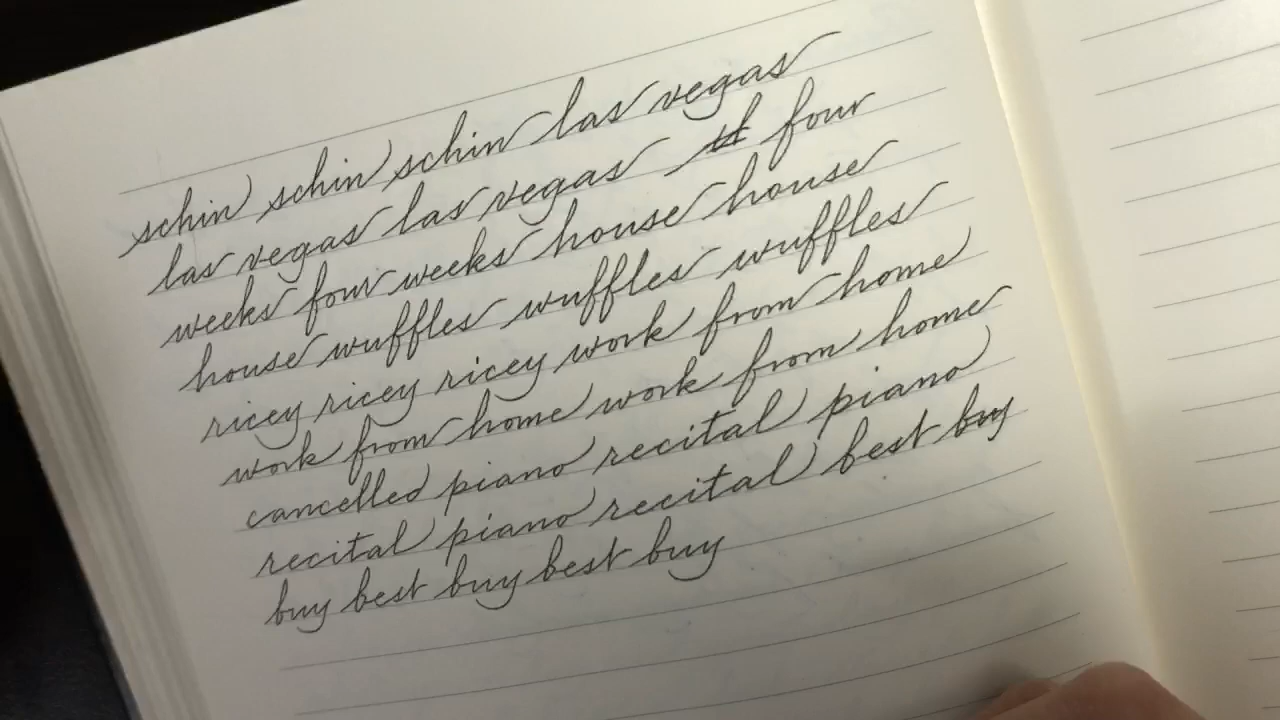 schin schin schin las vegas
las vegas las vegas four
weeks four weeks house house
house wuffles wuffles wuffles
ricey ricey ricey work from home
work from home work from home
cancelled piano recital piano
recital piano recital best buy
buy best buy best buy